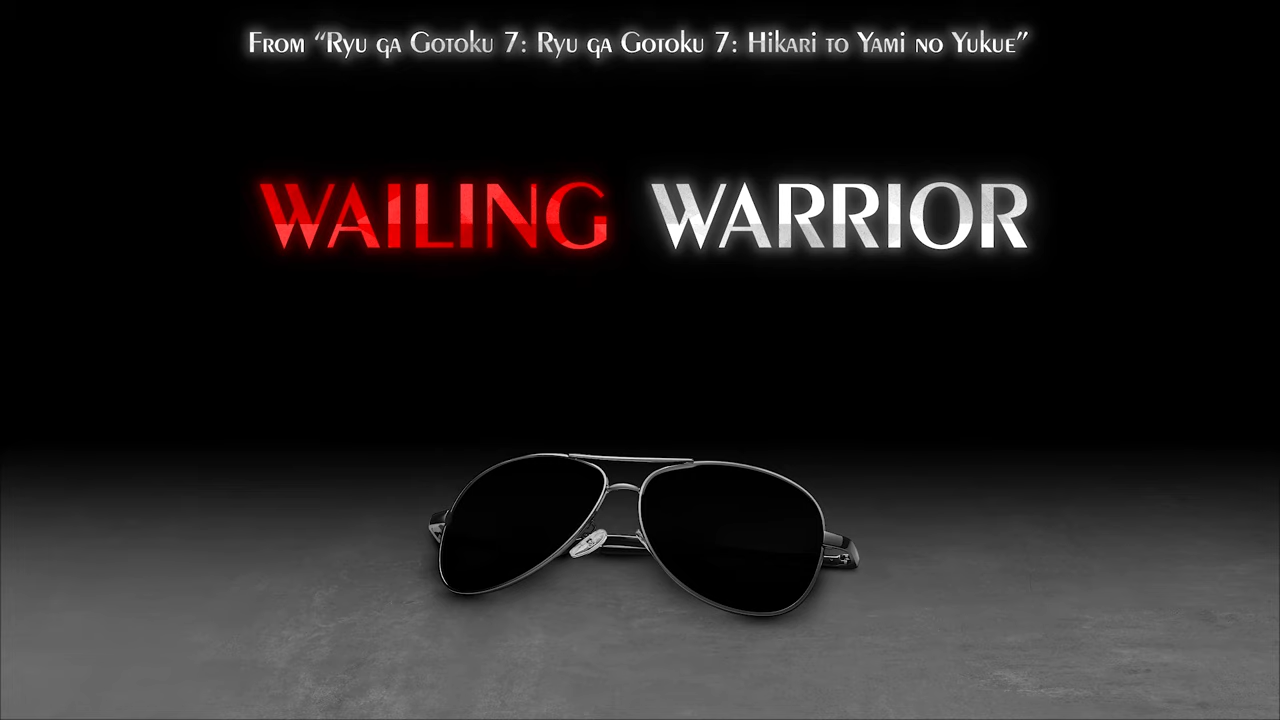 From “Ryu ga Gotoku 7: Ryu ga Gotoku 7: Hikari to Yami no Yukue”
WAILING WARRIOR